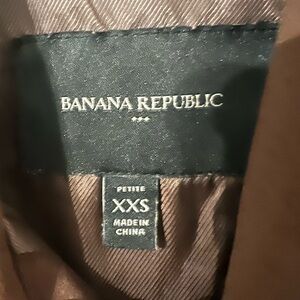 BANANA REPUBLIC
PETITE
XXS
MADE IN
CHINA